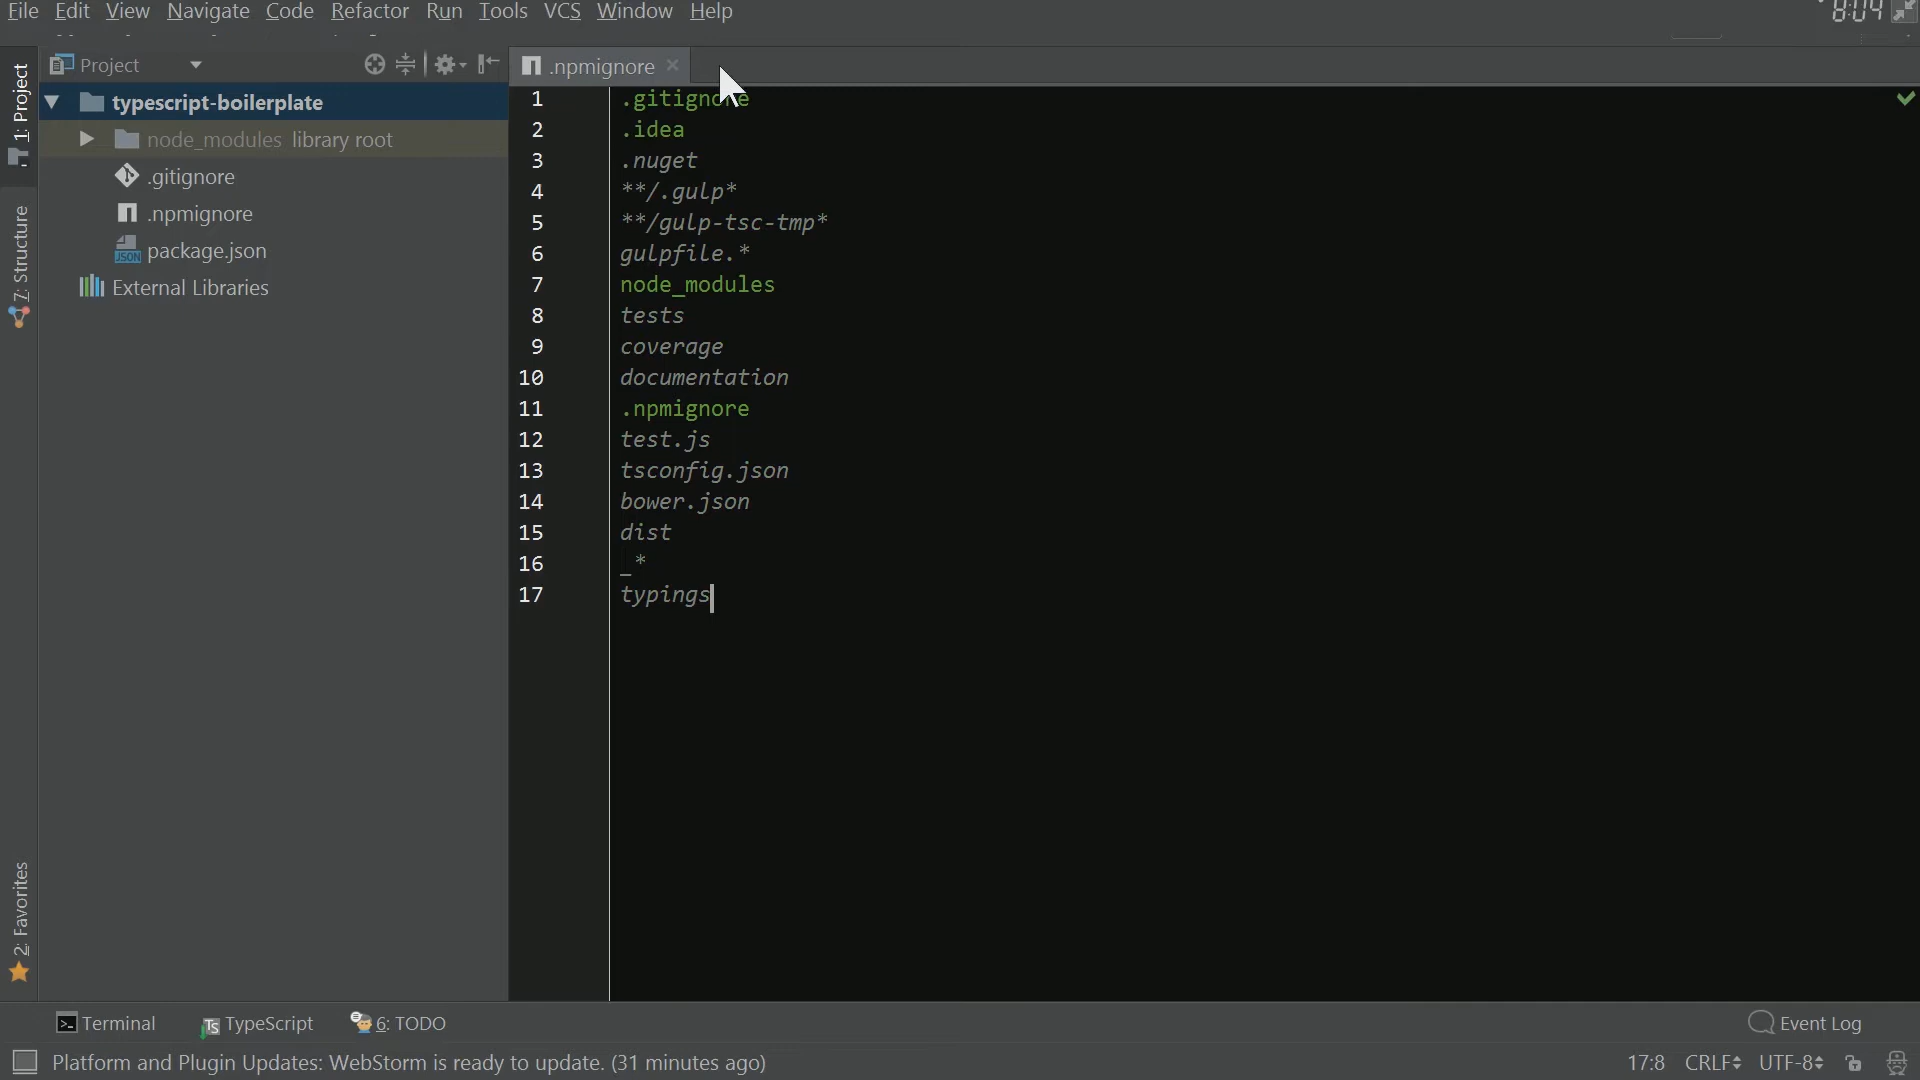 File Edit View Navigate Code Refactor Run Tools VCS Window Help
8:04
1: Project
Project
.npmignore
typescript-boilerplate
node_modules library root
.gitignore
.npmignore
package.json
External Libraries
7: Structure
2: Favorites
1 .gitignore
2 .idea
3 .nuget
4 **/.gulp*
5 **/gulp-tsc-tmp*
6 gulpfile.*
7 node_modules
8 tests
9 coverage
10 documentation
11 .npmignore
12 test.js
13 tsconfig.json
14 bower.json
15 dist
16 _*
17 typings
Terminal TypeScript 6: TODO Event Log
Platform and Plugin Updates: WebStorm is ready to update. (31 minutes ago) 17:8 CRLF UTF-8